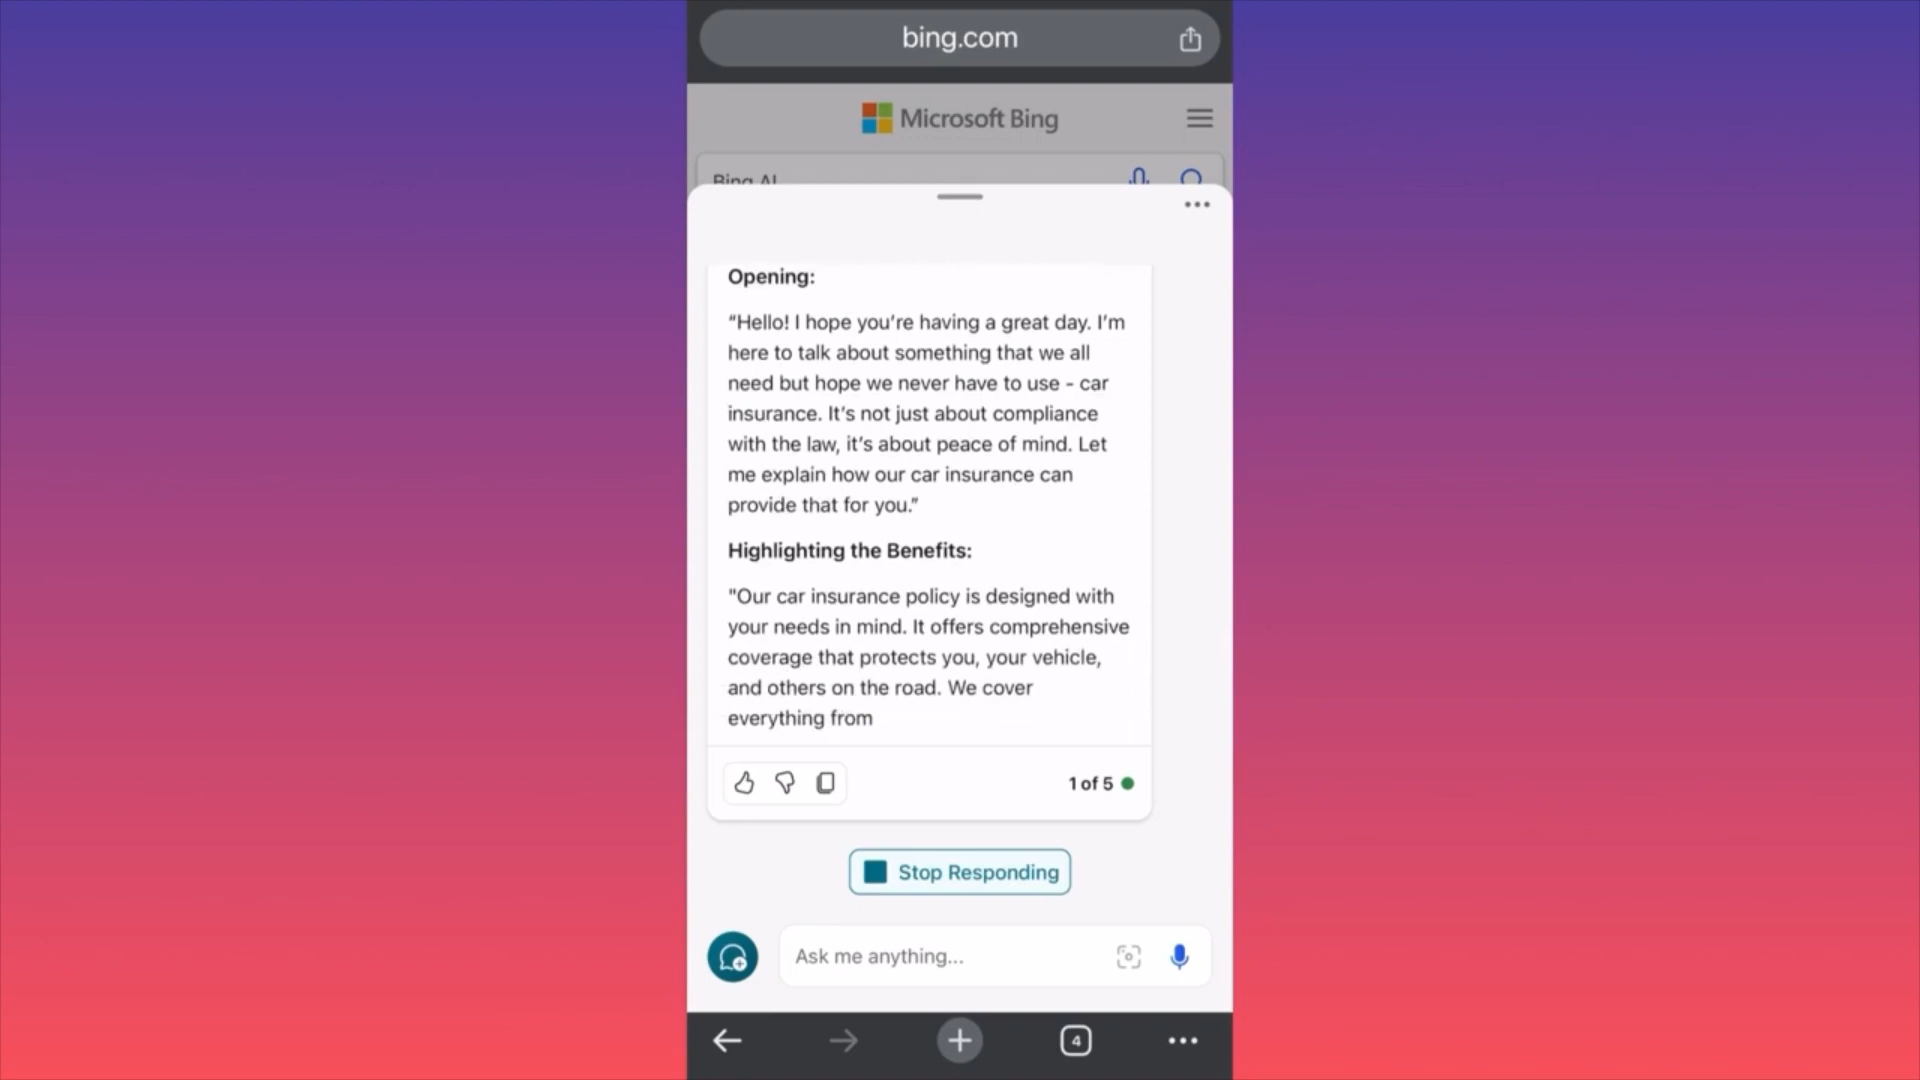 bing.com
Microsoft Bing
Bing AI
Opening:
“Hello! I hope you’re having a great day. I’m
here to talk about something that we all
need but hope we never have to use - car
insurance. It’s not just about compliance
with the law, it’s about peace of mind. Let
me explain how our car insurance can
provide that for you.”
Highlighting the Benefits:
"Our car insurance policy is designed with
your needs in mind. It offers comprehensive
coverage that protects you, your vehicle,
and others on the road. We cover
everything from
1 of 5
Stop Responding
Ask me anything...
4